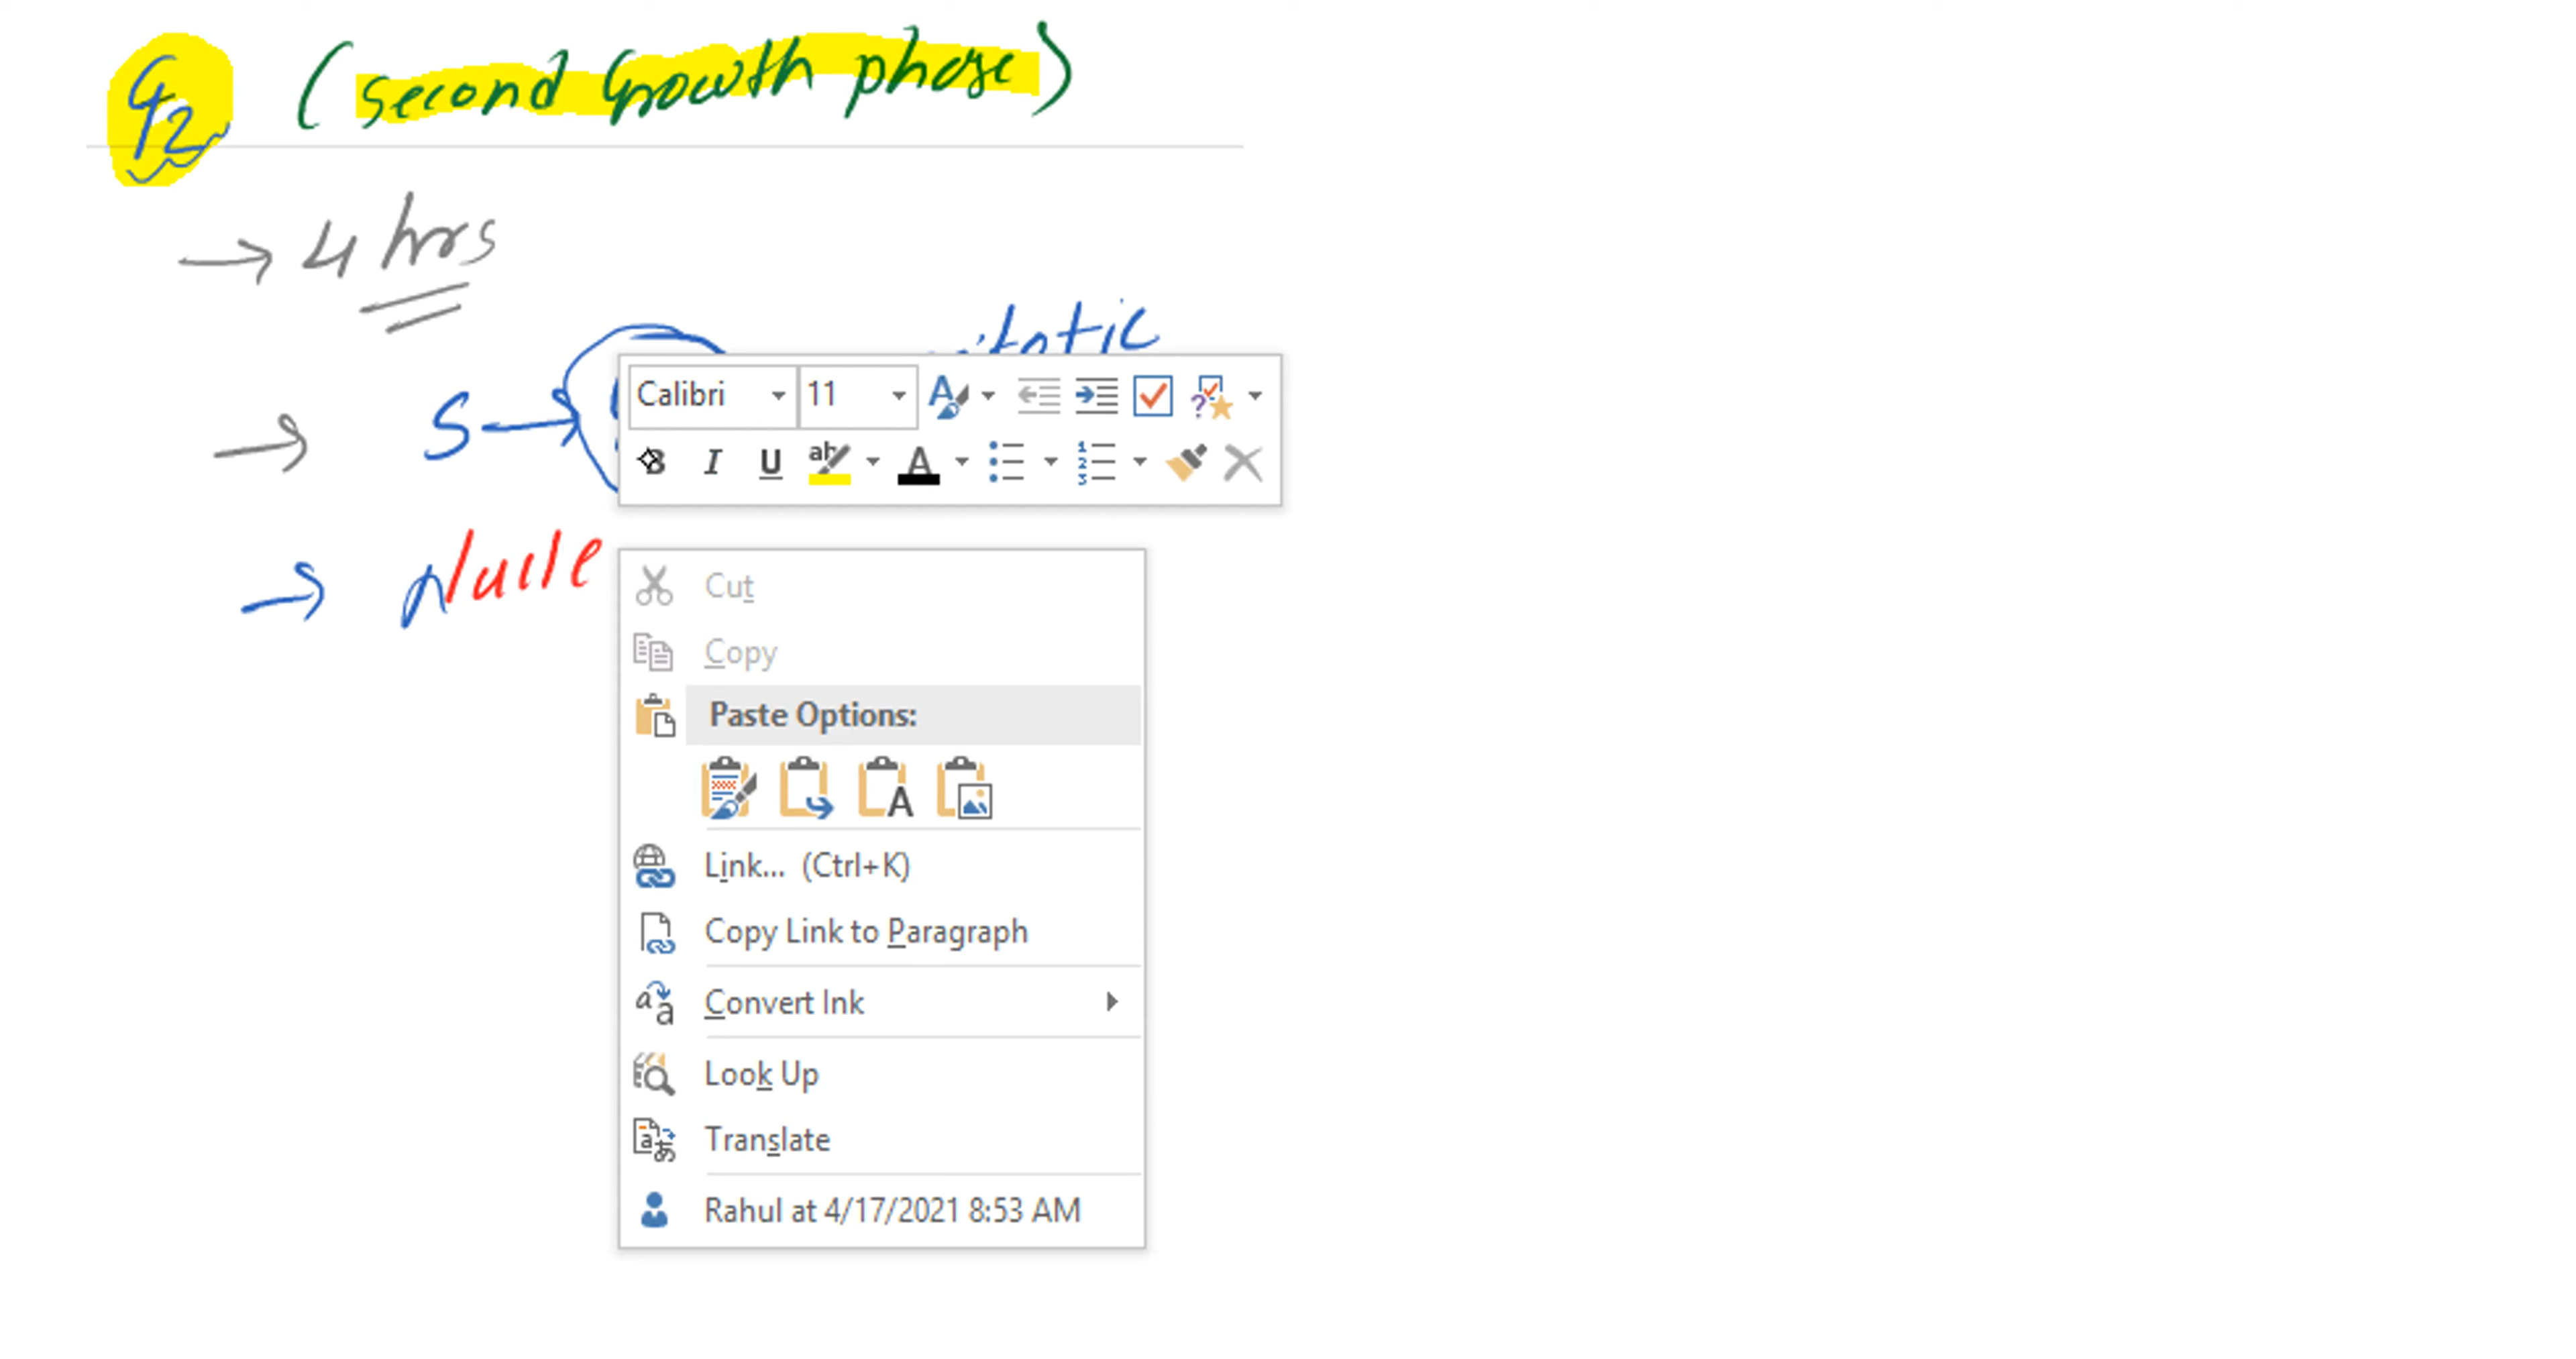 G2 (Second Growth phase)
→ 4 hrs
→ S →
Calibri 11
B I U
→ Nucle
Cut
Copy
Paste Options:
Link... (Ctrl+K)
Copy Link to Paragraph
Convert Ink
Look Up
Translate
Rahul at 4/17/2021 8:53 AM